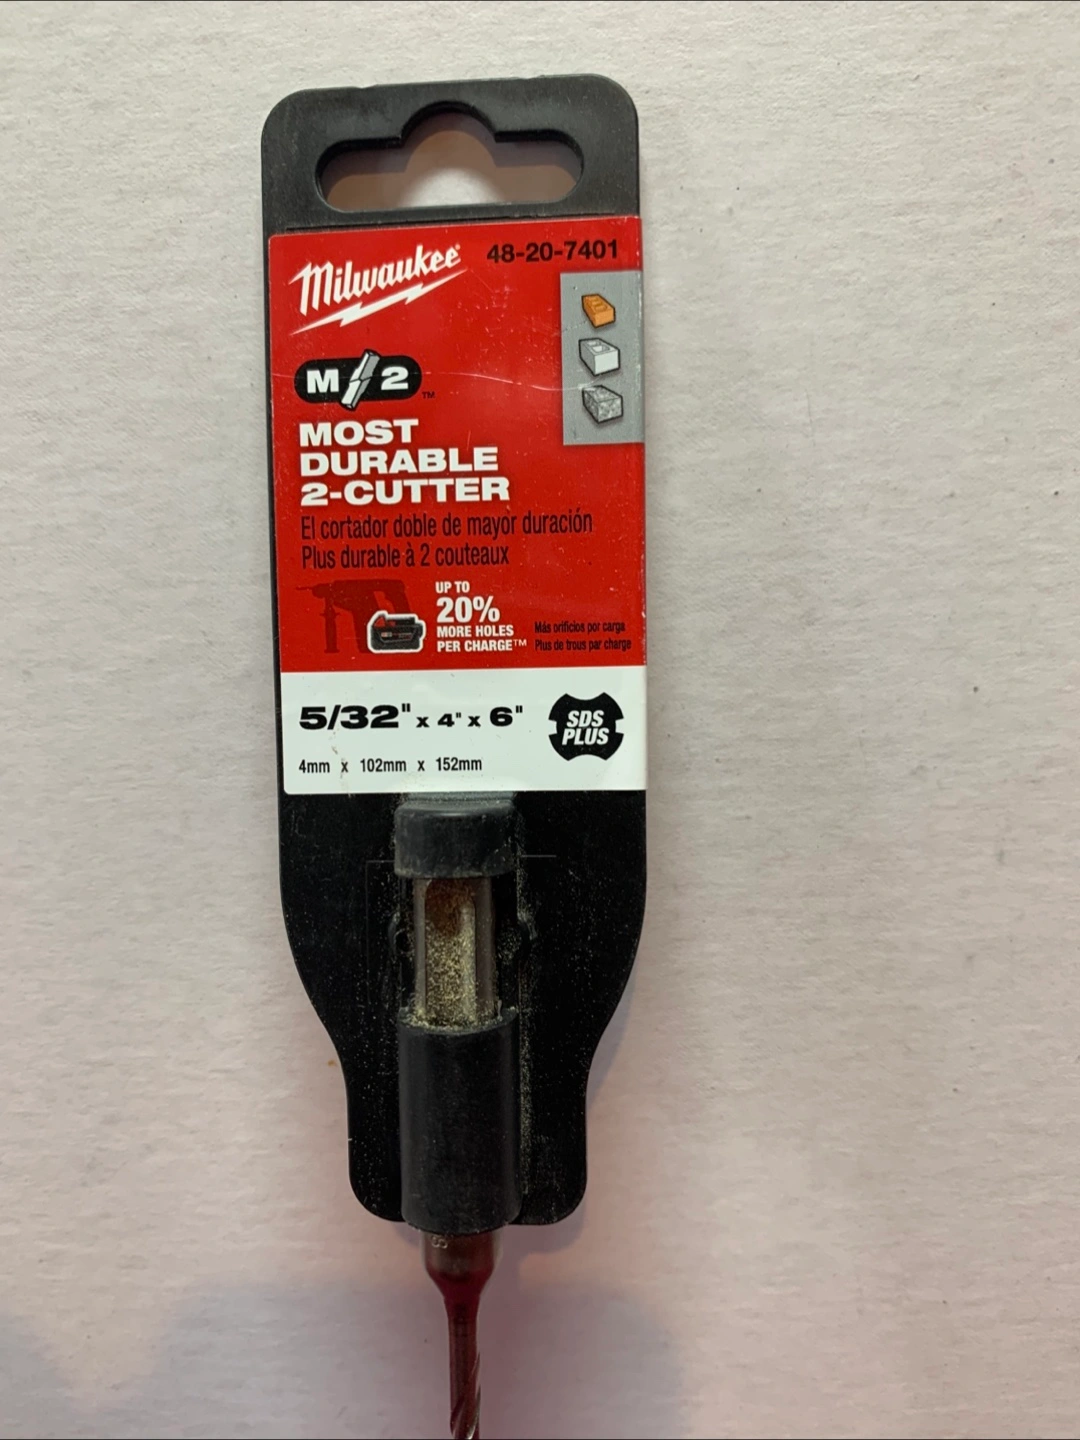 Milwaukee® 48-20-7401
M 2™
MOST
DURABLE
2-CUTTER
El cortador doble de mayor duración
Plus durable à 2 couteaux
UP TO
20%
MORE HOLES
PER CHARGE™
Más orificios por carga
Plus de trous par charge
5/32" x 4" x 6"
SDS
PLUS
4mm x 102mm x 152mm